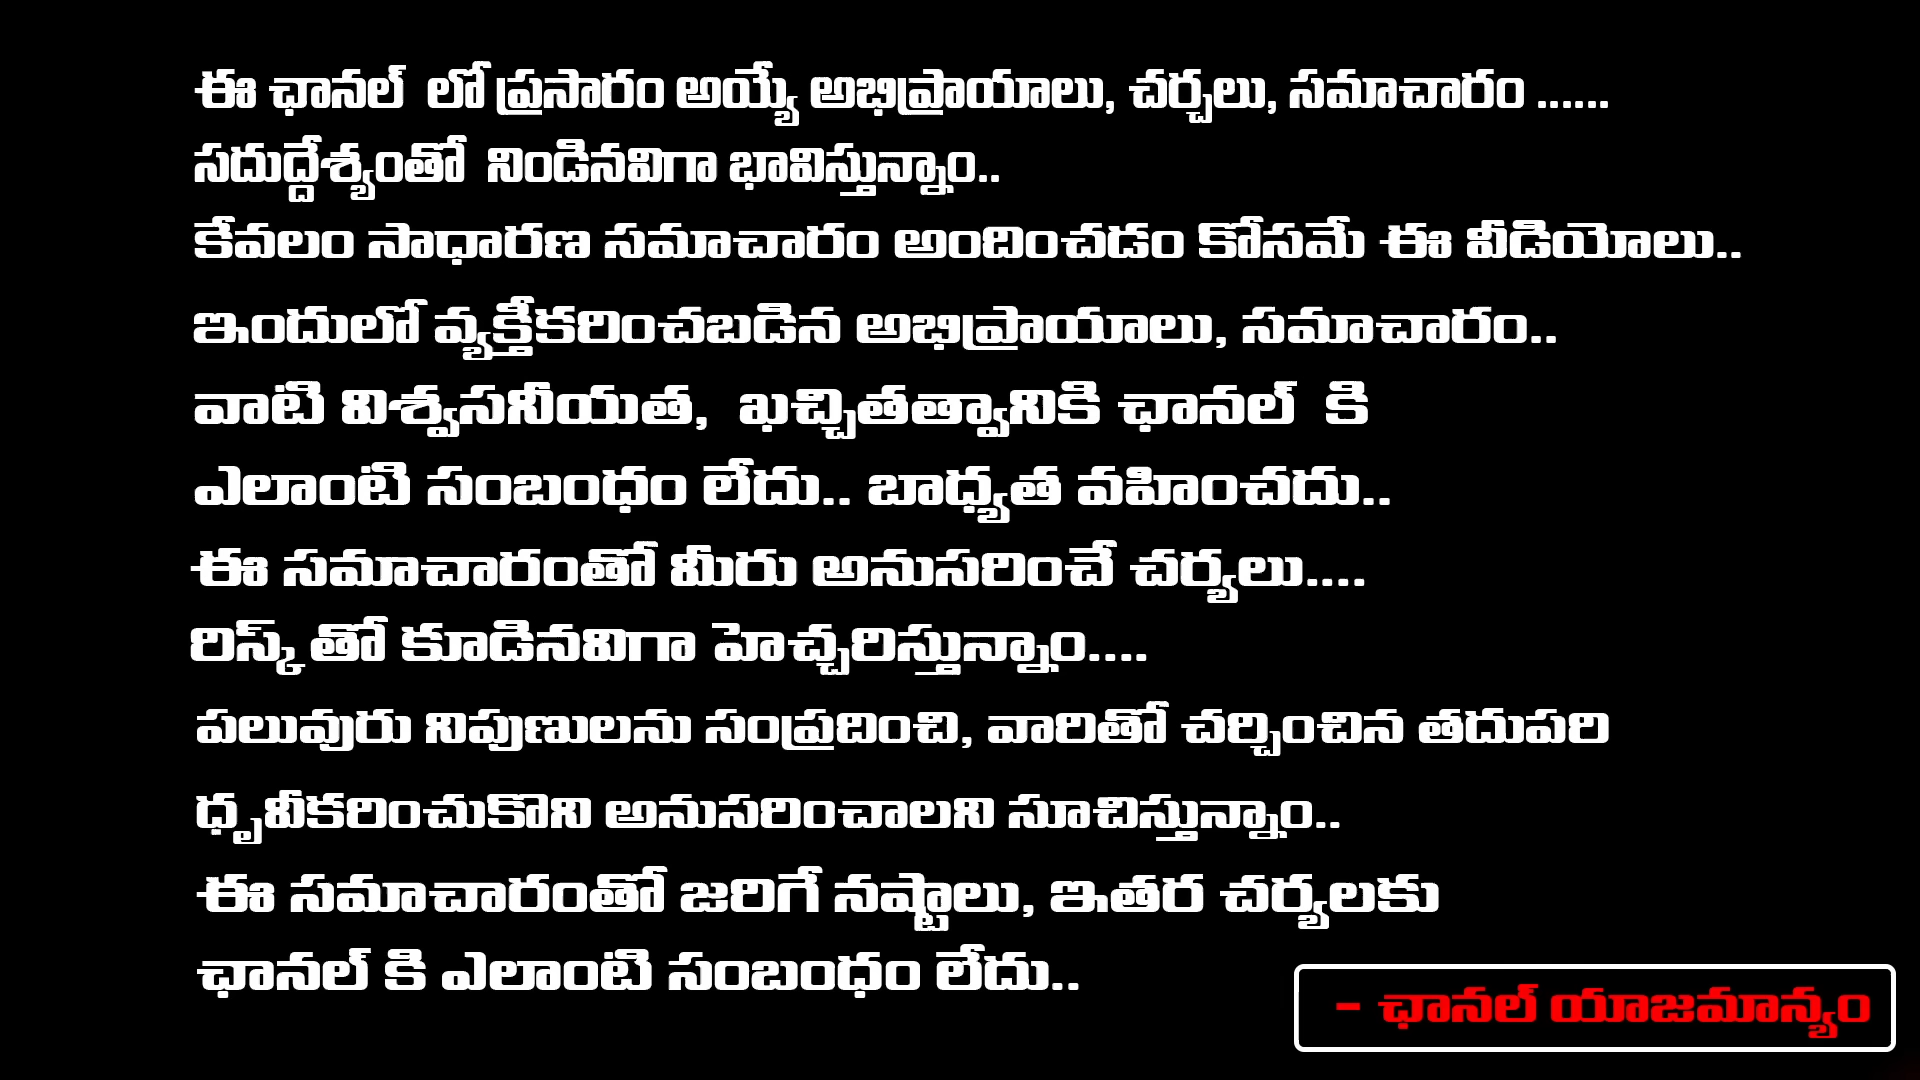 ఈ ఛానల్ లో ప్రసారం అయ్యే అభిప్రాయాలు, చర్చలు, సమాచారం ......
సదుద్దేశ్యంతో నిండినవిగా భావిస్తున్నాం..
కేవలం సాధారణ సమాచారం అందించడం కోసమే ఈ వీడియోలు..
ఇందులో వ్యక్తీకరించబడిన అభిప్రాయాలు, సమాచారం..
వాటి విశ్వసనీయత, ఖచ్చితత్వానికి ఛానల్ కి
ఎలాంటి సంబంధం లేదు.. బాధ్యత వహించదు..
ఈ సమాచారంతో మీరు అనుసరించే చర్యలు....
రిస్క్ తో కూడినవిగా హెచ్చరిస్తున్నాం....
పలువురు నిపుణులను సంప్రదించి, వారితో చర్చించిన తదుపరి
ధృవీకరించుకొని అనుసరించాలని సూచిస్తున్నాం..
ఈ సమాచారంతో జరిగే నష్టాలు, ఇతర చర్యలకు
ఛానల్ కి ఎలాంటి సంబంధం లేదు..
- ఛానల్ యాజమాన్యం